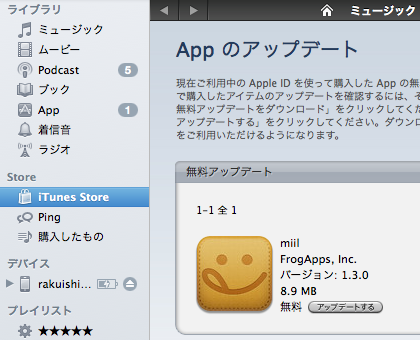 ライブラリ
ミュージック
ムービー
Podcast 5
ブック
App 1
着信音
ラジオ
Store
iTunes Store
Ping
購入したもの
デバイス
rakuishi...
プレイリスト
★★★★★
ミュージック
App のアップデート
現在ご利用中の Apple ID を使って購入した App の無
で購入したアイテムのアップデートを確認するには、そ
無料アップデートをダウンロード」をクリックしてくだ
アップデートする」をクリックしてください。ダウンロ
をご利用いただけるようになります。
無料アップデート
1-1 全 1
miil
FrogApps, Inc.
バージョン: 1.3.0
8.9 MB
無料 アップデートする